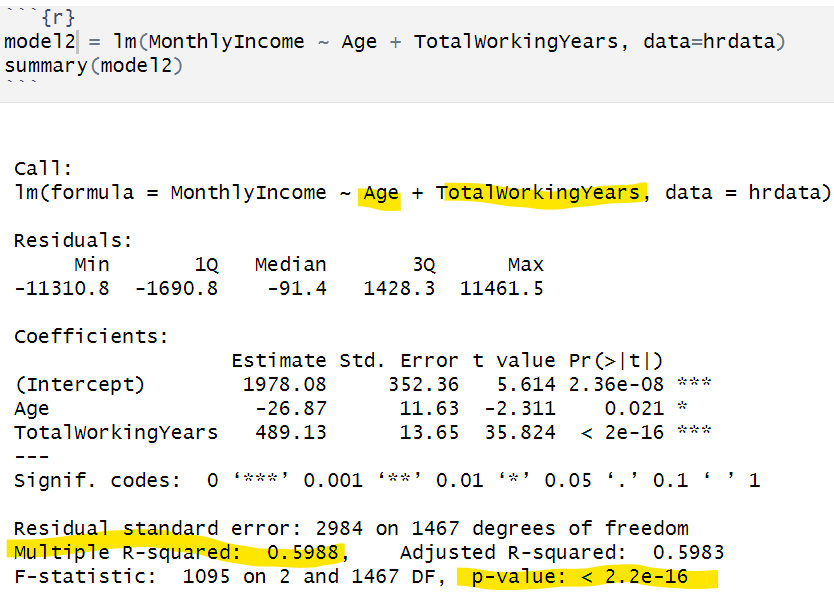 ```{r}
model2 = lm(MonthlyIncome ~ Age + TotalWorkingYears, data=hrdata)
summary(model2)
```
Call:
lm(formula = MonthlyIncome ~ Age + TotalWorkingYears, data = hrdata)
Residuals:
     Min       1Q   Median       3Q      Max
-11310.8  -1690.8    -91.4   1428.3  11461.5
Coefficients:
                  Estimate Std. Error t value Pr(>|t|)
(Intercept)        1978.08     352.36   5.614 2.36e-08 ***
Age                 -26.87      11.63  -2.311    0.021 *
TotalWorkingYears   489.13      13.65  35.824  < 2e-16 ***
---
Signif. codes:  0 ‘***’ 0.001 ‘**’ 0.01 ‘*’ 0.05 ‘.’ 0.1 ‘ ’ 1
Residual standard error: 2984 on 1467 degrees of freedom
Multiple R-squared:  0.5988,	Adjusted R-squared:  0.5983
F-statistic:  1095 on 2 and 1467 DF,  p-value: < 2.2e-16